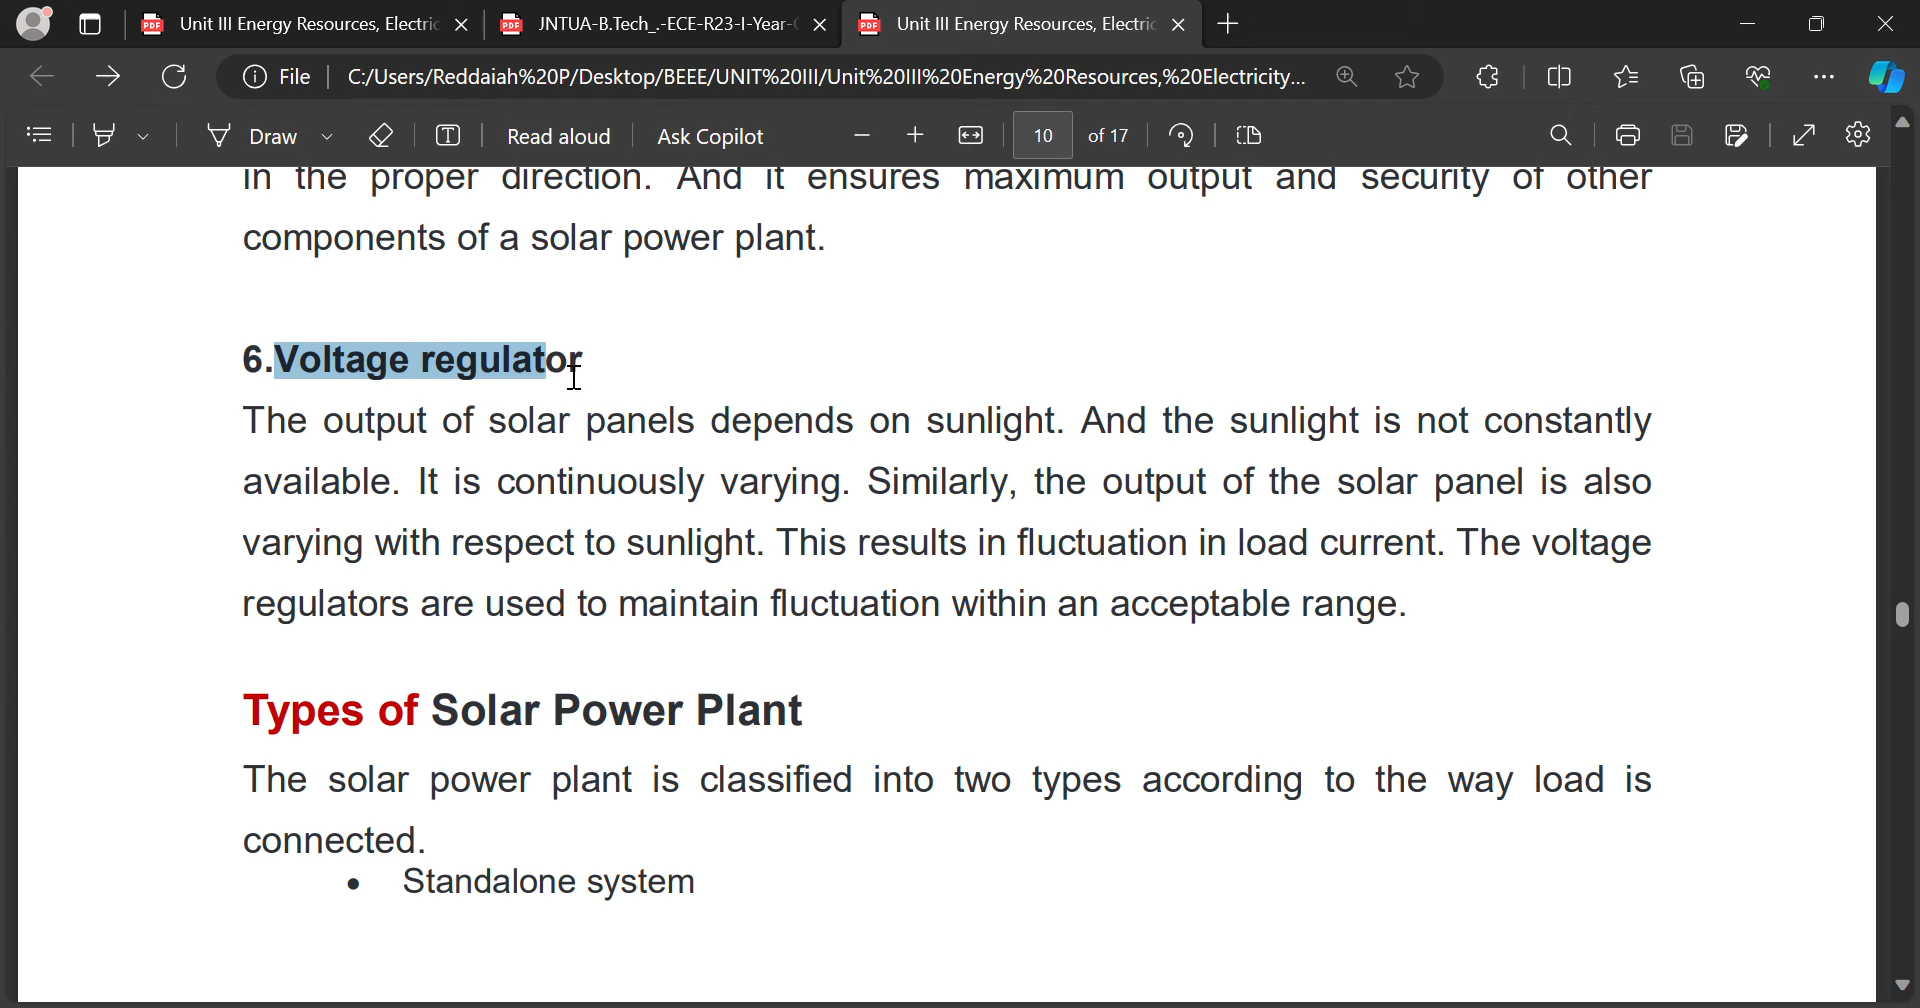 Unit III Energy Resources, Electric
JNTUA-B.Tech_.-ECE-R23-I-Year-
Unit III Energy Resources, Electric
File
C:/Users/Reddaiah%20P/Desktop/BEEE/UNIT%20III/Unit%20III%20Energy%20Resources,%20Electricity...
Draw
Read aloud
Ask Copilot
10 of 17
in the proper direction. And it ensures maximum output and security of other
components of a solar power plant.
6.Voltage regulator
The output of solar panels depends on sunlight. And the sunlight is not constantly
available. It is continuously varying. Similarly, the output of the solar panel is also
varying with respect to sunlight. This results in fluctuation in load current. The voltage
regulators are used to maintain fluctuation within an acceptable range.
Types of Solar Power Plant
The solar power plant is classified into two types according to the way load is
connected.
• Standalone system